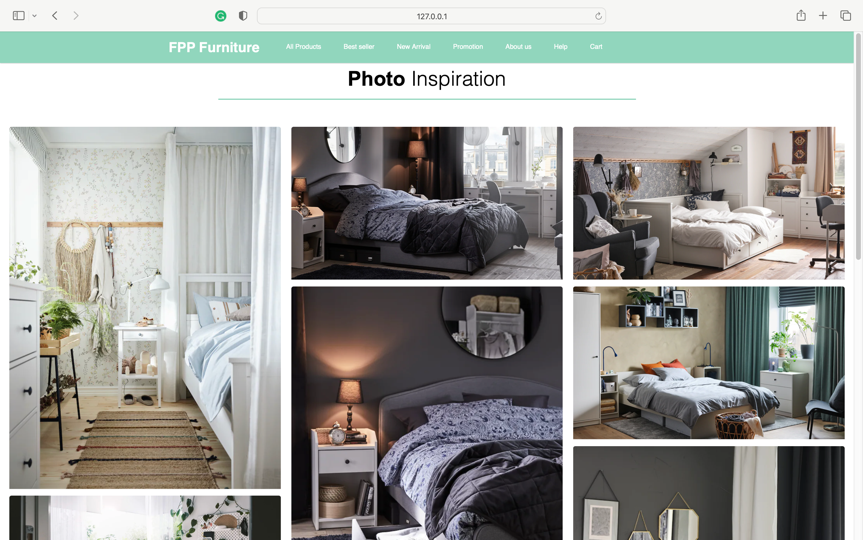 127.0.0.1
FPP Furniture
All Products
Best seller
New Arrival
Promotion
About us
Help
Cart
Photo Inspiration